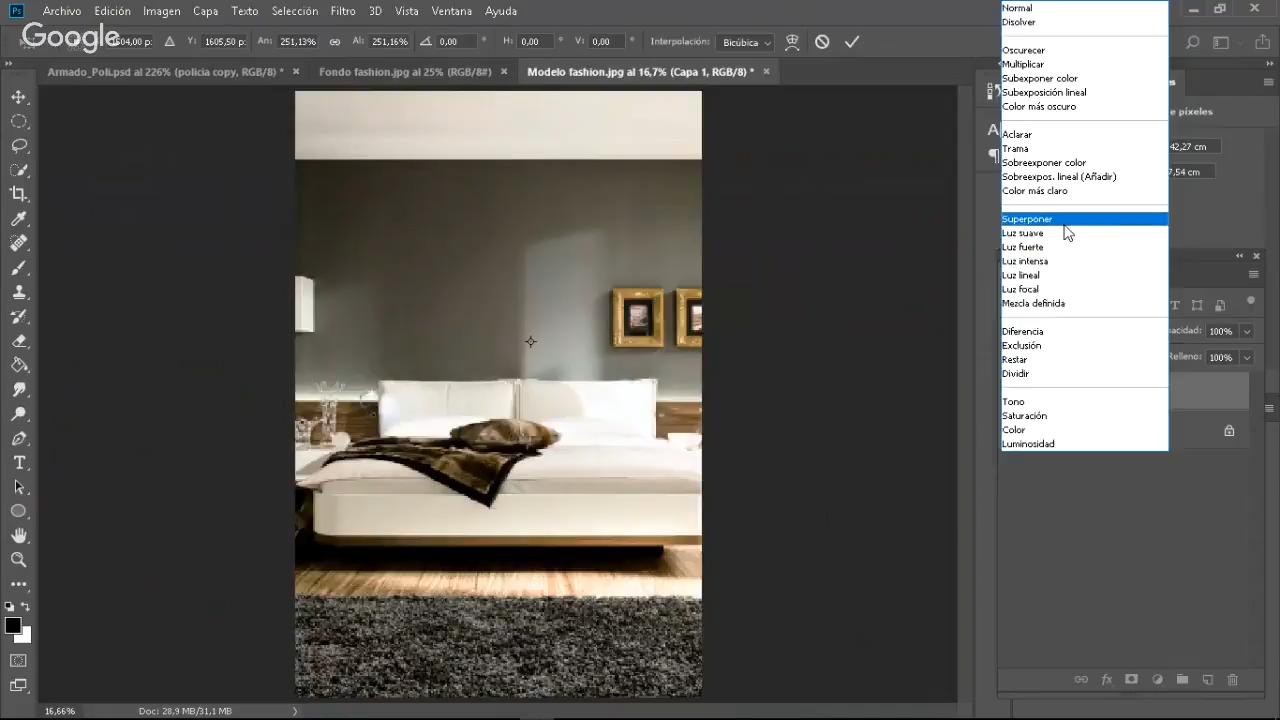 Ps Archivo Edición Imagen Capa Texto Selección Filtro 3D Vista Ventana Ayuda
Google
1605,50 p: An: 251,13% Al: 251,16% 0,00 ° H: 0,00 ° V: 0,00 ° Interpolación: Bicúbica
Armado_Poli.psd al 226% (policia copy, RGB/8) * × Fondo fashion.jpg al 25% (RGB/8#) × Modelo fashion.jpg al 16,7% (Capa 1, RGB/8) * ×
Normal
Disolver
Oscurecer
Multiplicar
Subexponer color
Subexposición lineal
Color más oscuro
Aclarar
Trama
Sobreexponer color
Sobreexpos. lineal (Añadir)
Color más claro
Superponer
Luz suave
Luz fuerte
Luz intensa
Luz lineal
Luz focal
Mezcla definida
Diferencia
Exclusión
Restar
Dividir
Tono
Saturación
Color
Luminosidad
e píxeles
42,27 cm
7,54 cm
pacidad: 100%
Relleno: 100%
16,66% Doc: 28,9 MB/31,1 MB